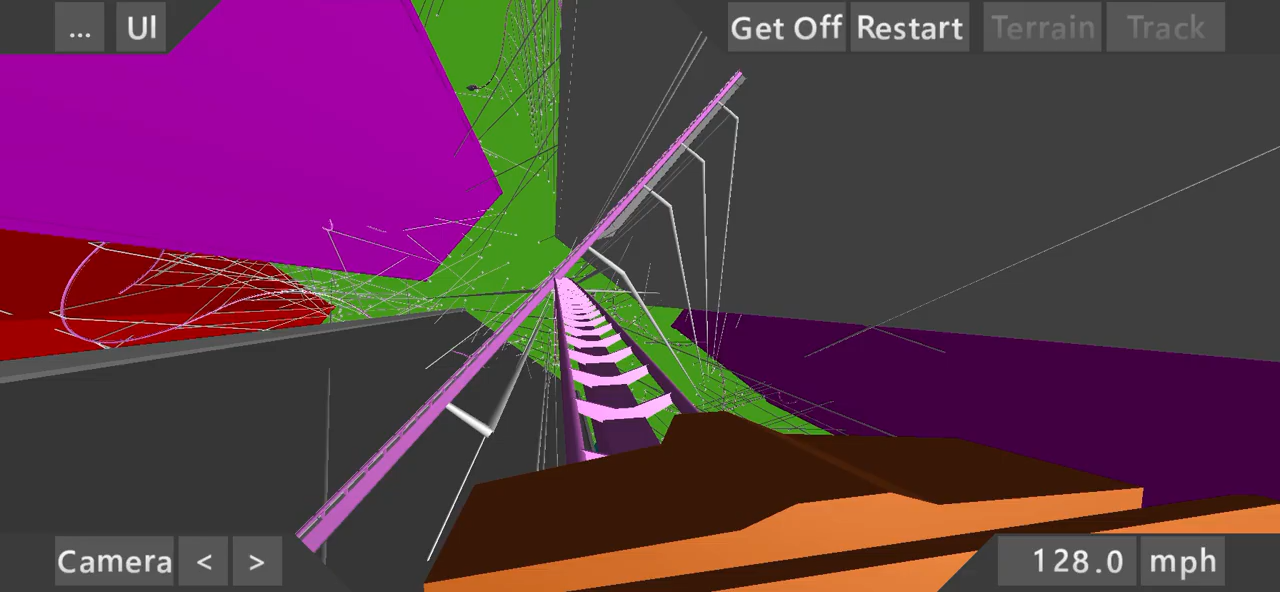 ... UI Get Off Restart Terrain Track
Camera < > 128.0 mph